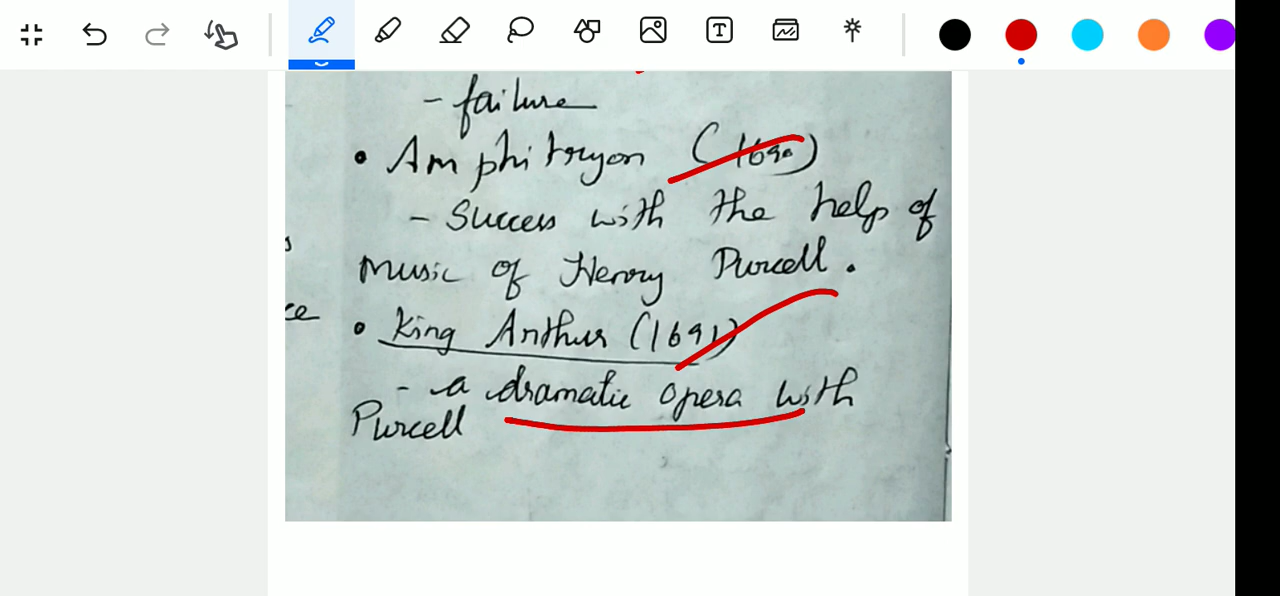 - failure
• Amphitryon (1690)
- Success with the help of
music of Henry Purcell.
• King Arthur (1691)
- a dramatic opera with
Purcell